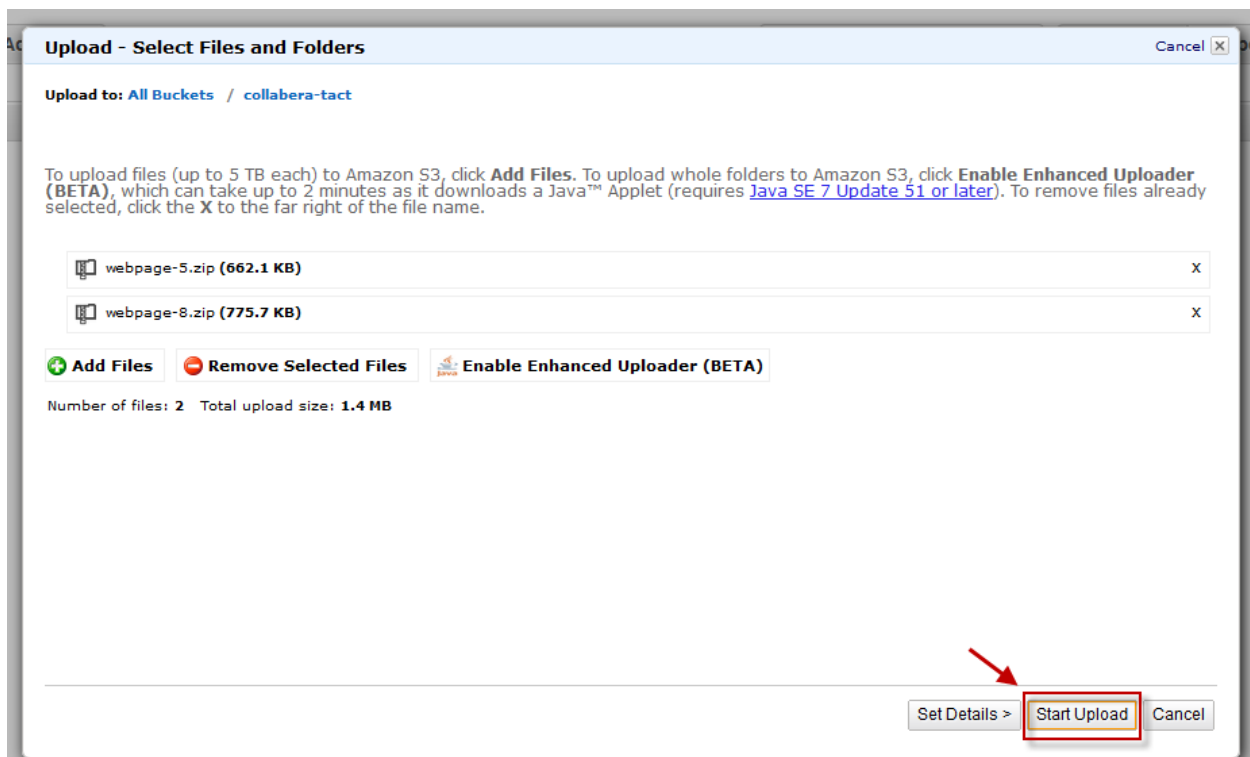 Upload - Select Files and Folders
Cancel
Upload to: All Buckets / collabera-tact
To upload files (up to 5 TB each) to Amazon S3, click Add Files. To upload whole folders to Amazon S3, click Enable Enhanced Uploader
(BETA), which can take up to 2 minutes as it downloads a Java™ Applet (requires Java SE 7 Update 51 or later). To remove files already
selected, click the X to the far right of the file name.
webpage-5.zip (662.1 KB) X
webpage-8.zip (775.7 KB) X
Add Files Remove Selected Files Enable Enhanced Uploader (BETA)
Number of files: 2 Total upload size: 1.4 MB
Set Details > Start Upload Cancel